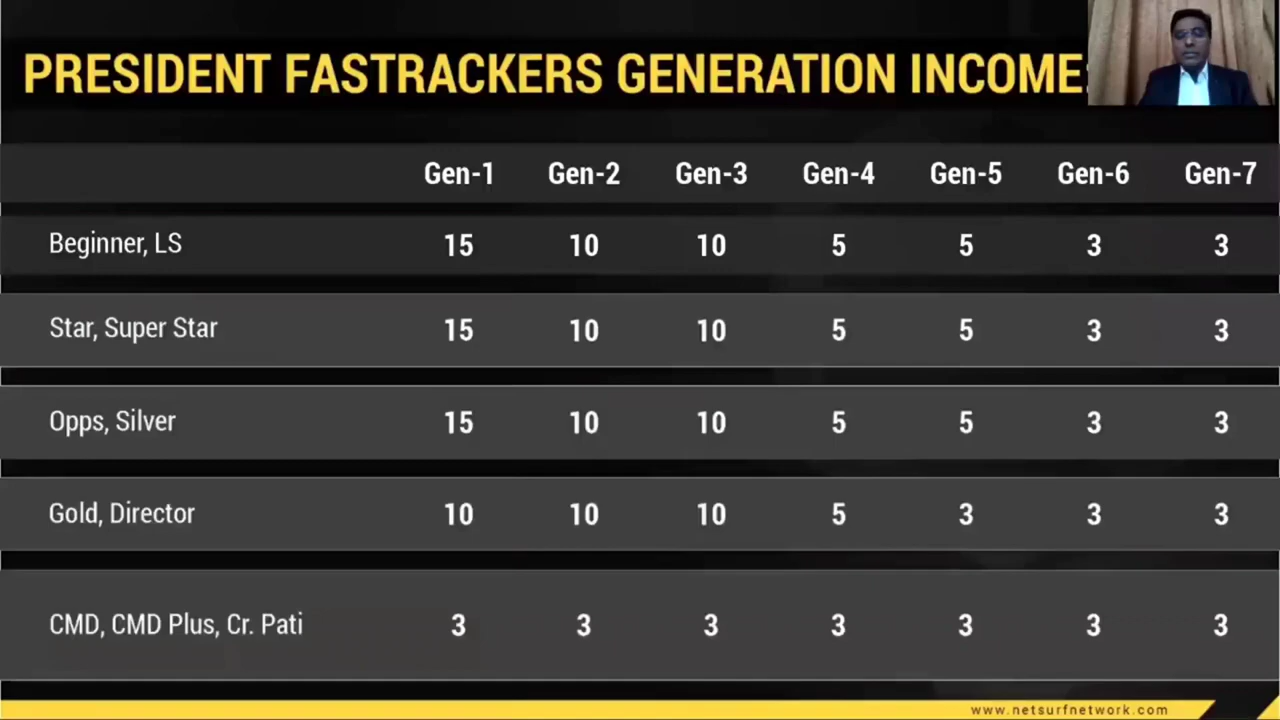 PRESIDENT FASTRACKERS GENERATION INCOME:
Gen-1 Gen-2 Gen-3 Gen-4 Gen-5 Gen-6 Gen-7
Beginner, LS 15 10 10 5 5 3 3
Star, Super Star 15 10 10 5 5 3 3
Opps, Silver 15 10 10 5 5 3 3
Gold, Director 10 10 10 5 3 3 3
CMD, CMD Plus, Cr. Pati 3 3 3 3 3 3 3
www.netsurfnetwork.com